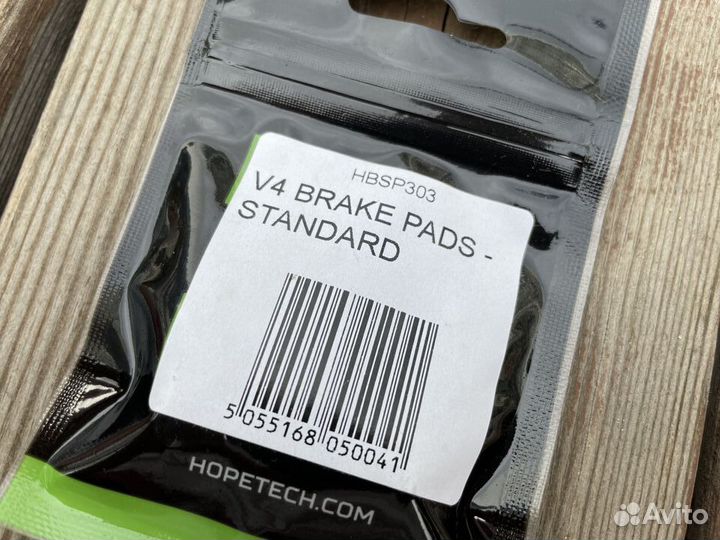 HBSP303
V4 BRAKE PADS -
STANDARD
5 055168 050041
HOPETECH.COM
Avito